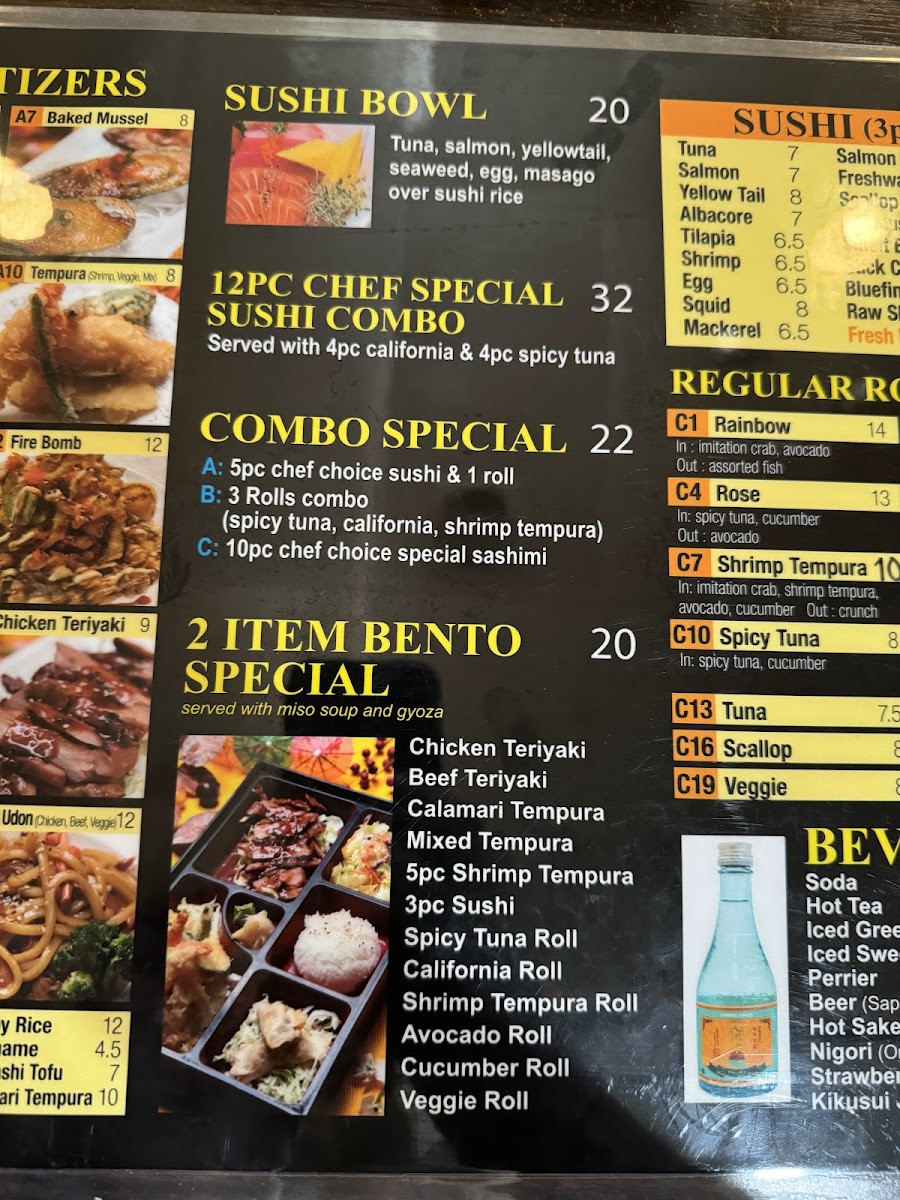 TIZERS
A7 Baked Mussel 8
A10 Tempura (Shrimp, Veggie, Mix) 8
2 Fire Bomb 12
Chicken Teriyaki 9
Udon (Chicken, Beef, Veggie) 12
y Rice 12
ame 4.5
shi Tofu 7
ari Tempura 10
SUSHI BOWL 20
Tuna, salmon, yellowtail,
seaweed, egg, masago
over sushi rice
12PC CHEF SPECIAL 32
SUSHI COMBO
Served with 4pc california & 4pc spicy tuna
COMBO SPECIAL 22
A: 5pc chef choice sushi & 1 roll
B: 3 Rolls combo
(spicy tuna, california, shrimp tempura)
C: 10pc chef choice special sashimi
2 ITEM BENTO 20
SPECIAL
served with miso soup and gyoza
Chicken Teriyaki
Beef Teriyaki
Calamari Tempura
Mixed Tempura
5pc Shrimp Tempura
3pc Sushi
Spicy Tuna Roll
California Roll
Shrimp Tempura Roll
Avocado Roll
Cucumber Roll
Veggie Roll
SUSHI (3p
Tuna 7
Salmon 7
Yellow Tail 8
Albacore 7
Tilapia 6.5
Shrimp 6.5
Egg 6.5
Squid 8
Mackerel 6.5
Salmon
Freshwa
Scallop
Bluefin
Raw Sh
Fresh
REGULAR RO
C1 Rainbow 14
In : imitation crab, avocado
Out : assorted fish
C4 Rose 13
In: spicy tuna, cucumber
Out : avocado
C7 Shrimp Tempura 10
In: imitation crab, shrimp tempura,
avocado, cucumber Out : crunch
C10 Spicy Tuna 8
In: spicy tuna, cucumber
C13 Tuna 7.5
C16 Scallop 8
C19 Veggie 8
BEV
Soda
Hot Tea
Iced Gree
Iced Swe
Perrier
Beer (Sap
Hot Sake
Nigori (Or
Strawber
Kikusui J